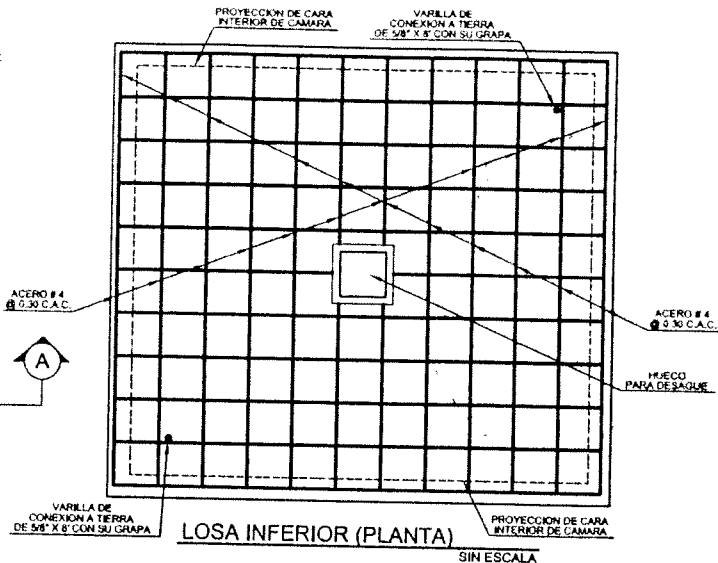 PROYECCION DE CARA
INTERIOR DE CAMARA
VARILLA DE
CONEXION A TIERRA
DE 5/8" X 8' CON SU GRAPA
ACERO # 4
@ 0.30 C.A.C.
A
ACERO # 4
@ 0.30 C.A.C.
HUECO
PARA DESAGUE
VARILLA DE
CONEXION A TIERRA
DE 5/8" X 8' CON SU GRAPA
PROYECCION DE CARA
INTERIOR DE CAMARA
LOSA INFERIOR (PLANTA)
SIN ESCALA